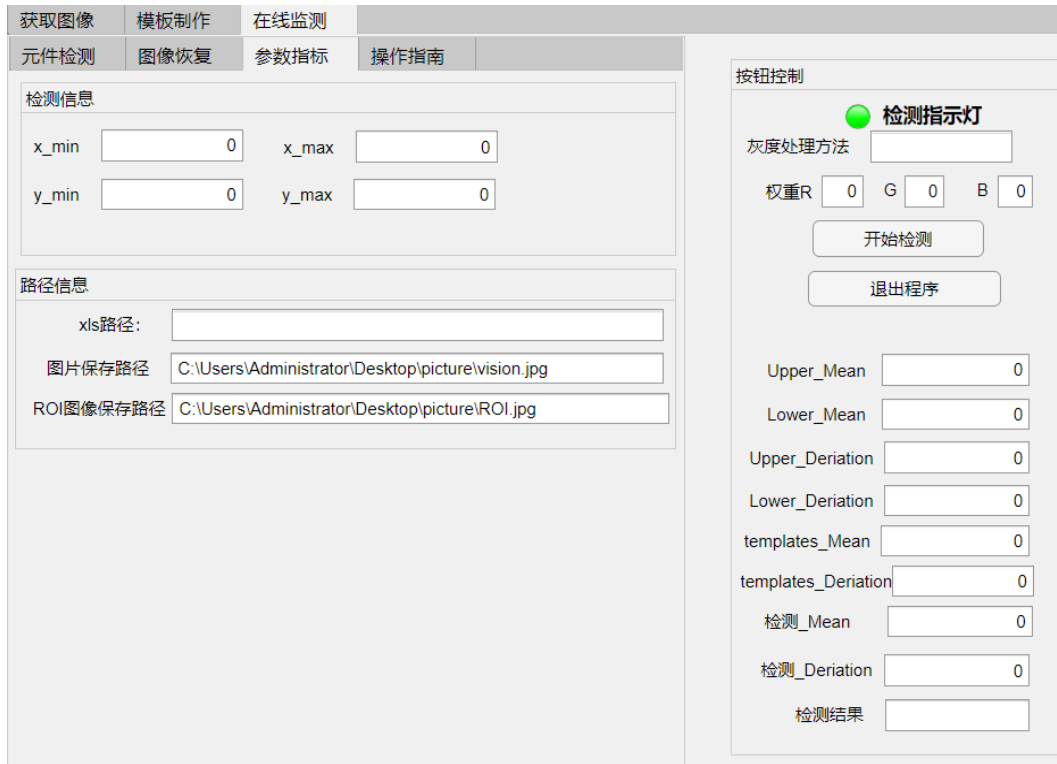 获取图像 模板制作 在线监测
元件检测 图像恢复 参数指标 操作指南
检测信息
x_min 0 x_max 0
y_min 0 y_max 0
路径信息
xls路径:
图片保存路径 C:\Users\Administrator\Desktop\picture\vision.jpg
ROI图像保存路径 C:\Users\Administrator\Desktop\picture\ROI.jpg
按钮控制
检测指示灯
灰度处理方法
权重R 0 G 0 B 0
开始检测
退出程序
Upper_Mean 0
Lower_Mean 0
Upper_Deriation 0
Lower_Deriation 0
templates_Mean 0
templates_Deriation 0
检测_Mean 0
检测_Deriation 0
检测结果